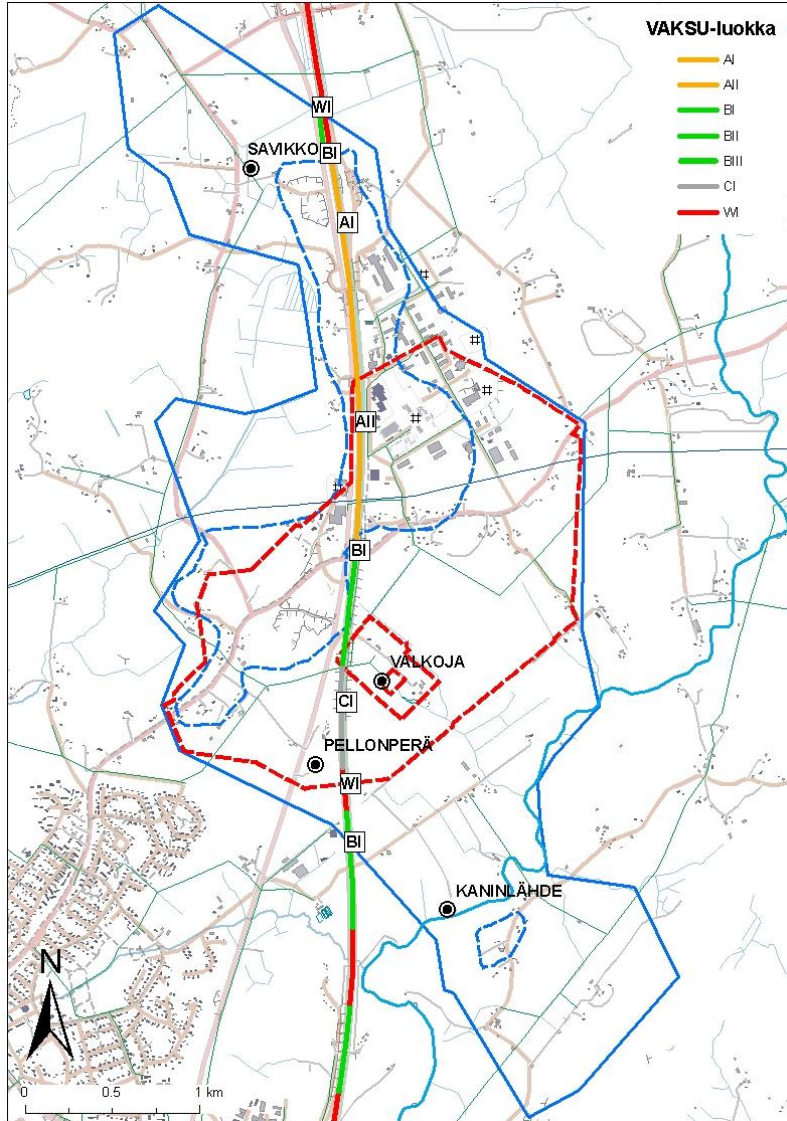 VAKSU-luokka
AI
AII
BI
BII
BIII
CI
WI
WI
SAVIKKO
BI
AI
AII
BI
VALKOJA
CI
PELLONPERÄ
WI
BI
KANINLÄHDE
N
0 0.5 1 km